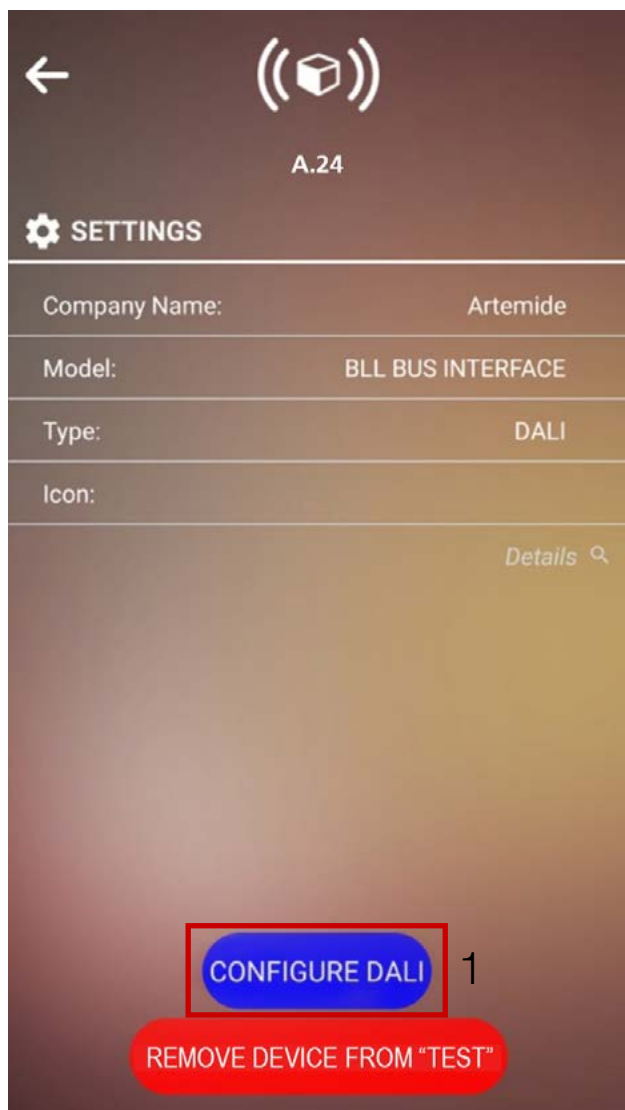 A.24
SETTINGS
Company Name: Artemide
Model: BLL BUS INTERFACE
Type: DALI
Icon:
Details
CONFIGURE DALI 1
REMOVE DEVICE FROM “TEST”